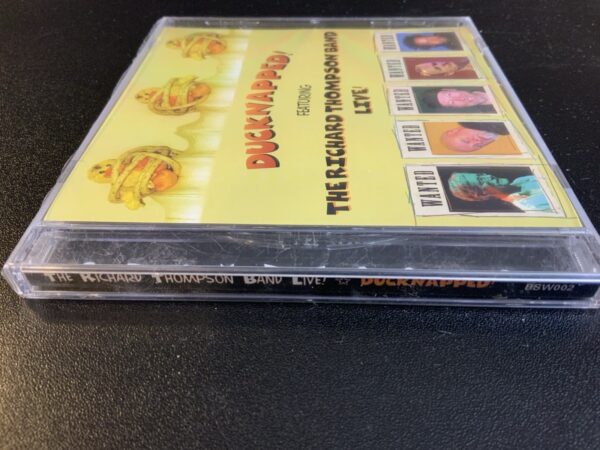 DUCKNAPPED!
FEATURING
THE RICHARD THOMPSON BAND
LIVE!
WANTED
WANTED
WANTED
WANTED
WANTED
THE RICHARD THOMPSON BAND LIVE! ☆ DUCKNAPPED! BSW002